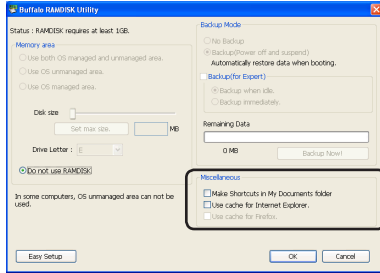 Buffalo RAMDISK Utility
Status : RAMDISK requires at least 1GB.
Memory area
Use both OS managed and unmanaged area.
Use OS unmanaged area.
Use OS managed area.
Disk size
Set max size.
MB
Drive Letter : E
Do not use RAMDISK
In some computers, OS unmanaged area can not be
used.
Easy Setup
Backup Mode
No Backup
Backup(Power off and suspend)
Automatically restore data when booting.
Backup(for Expert)
Backup when idle.
Backup immediately.
Remaining Data
0 MB
Backup Now!
Miscellaneous
Make Shortcuts in My Documents folder
Use cache for Internet Explorer.
Use cache for Firefox.
OK
Cancel